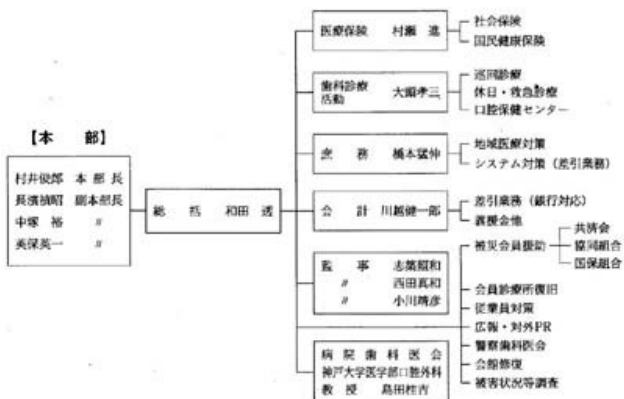 【本 部】
村井俊郎 本部長
長濱禎昭 副本部長
中塚 裕 〃
美保英一 〃
総 括 和田 透
医療保険 村瀬 進
社会保険
国民健康保険
歯科診療
活動 大頭孝三
巡回診療
休日・救急診療
口腔保健センター
庶 務 橋本猛伸
地域医療対策
システム対策(差引業務)
会 計 川越健一郎
差引業務(銀行対応)
義援金他
監 事 志築照和
〃 西田真和
〃 小川靖彦
被災会員援助
共済会
協同組合
国保組合
会員診療所復旧
従業員対策
広報・対外PR
警察歯科医会
会館修復
被害状況等調査
病院歯科医会
神戸大学医学部口腔外科
教 授 島田桂吉